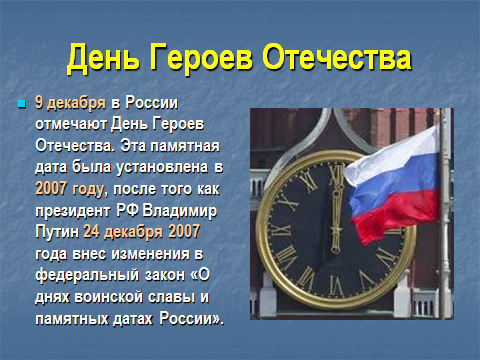 День Героев Отечества
9 декабря в России
отмечают День Героев
Отечества. Эта памятная
дата была установлена в
2007 году, после того как
президент РФ Владимир
Путин 24 декабря 2007
года внес изменения в
федеральный закон «О
днях воинской славы и
памятных датах России».